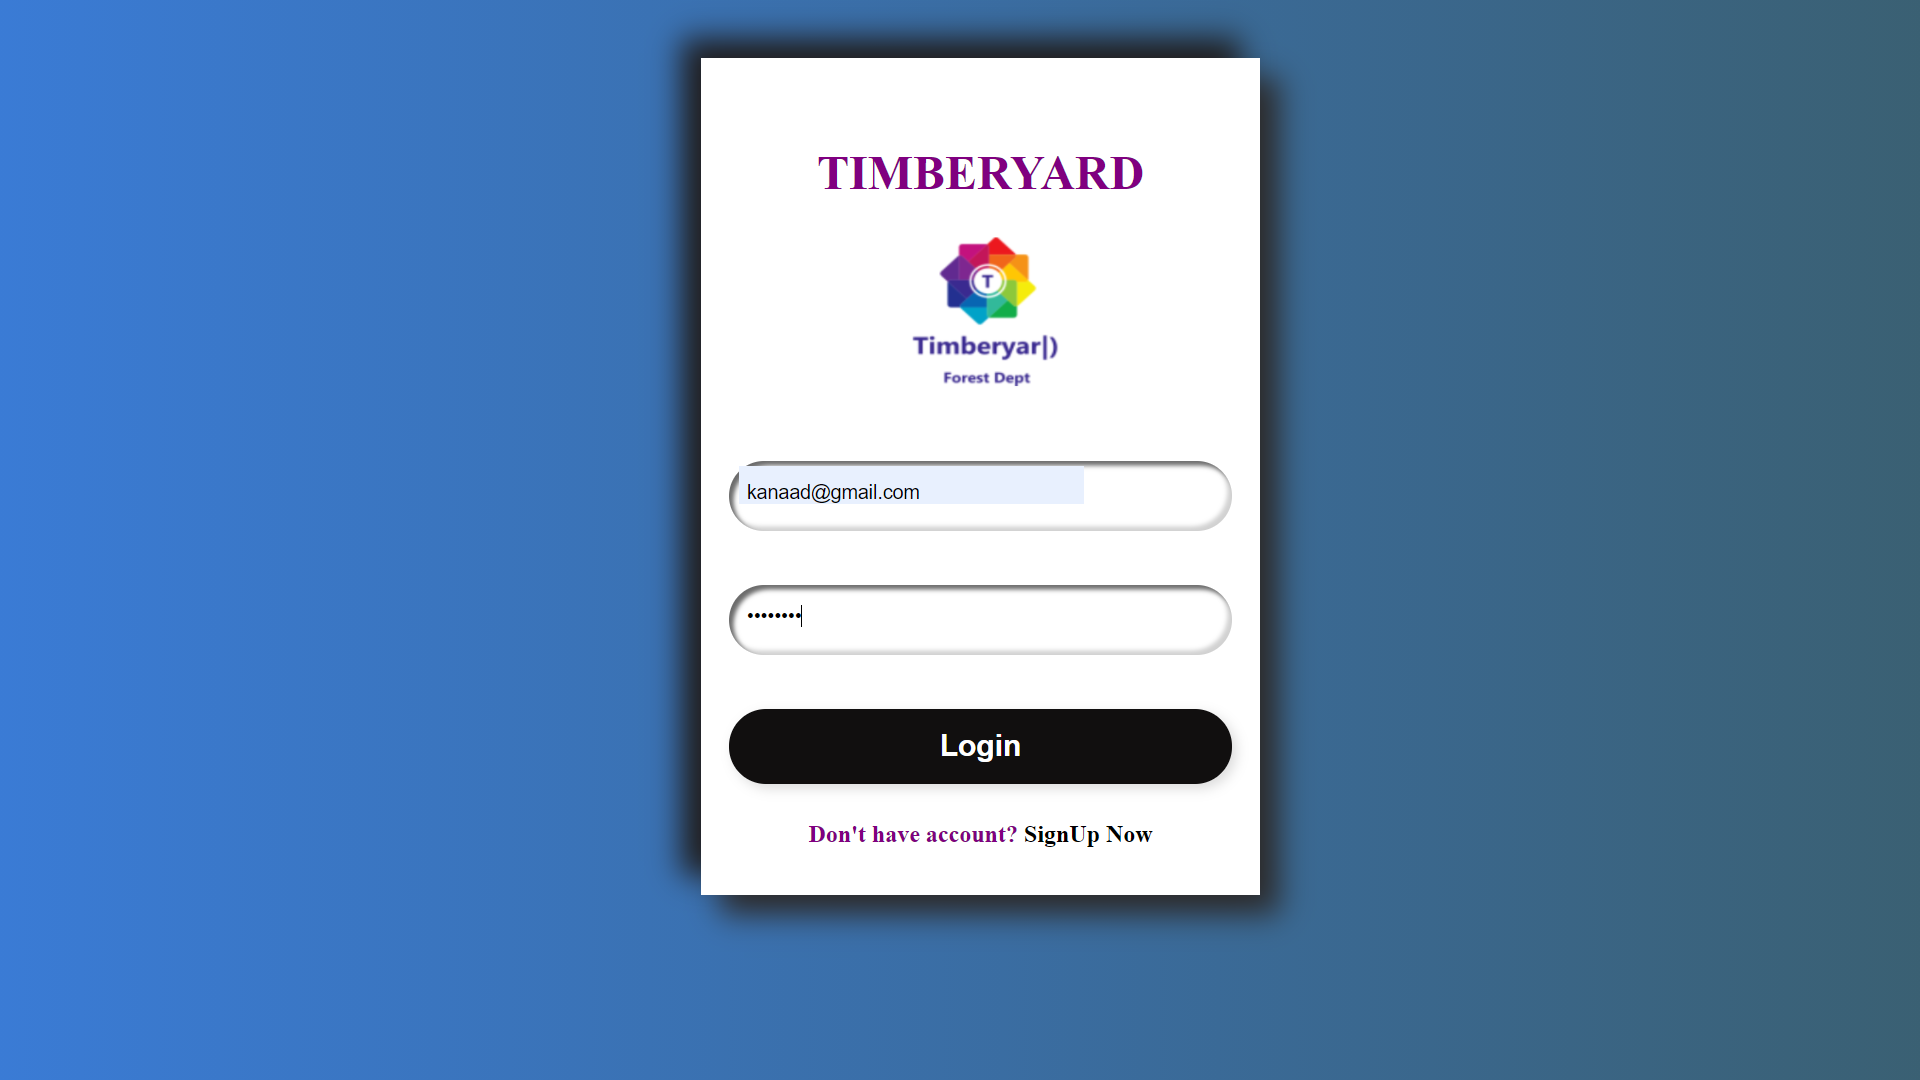 TIMBERYARD
T
Timberyar|)
Forest Dept
kanaad@gmail.com
••••••••
Login
Don't have account? SignUp Now